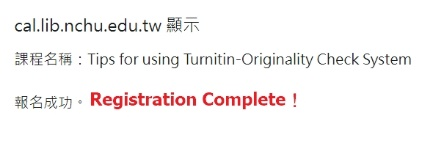 cal.lib.nchu.edu.tw 顯示
課程名稱：Tips for using Turnitin-Originality Check System
報名成功。Registration Complete！